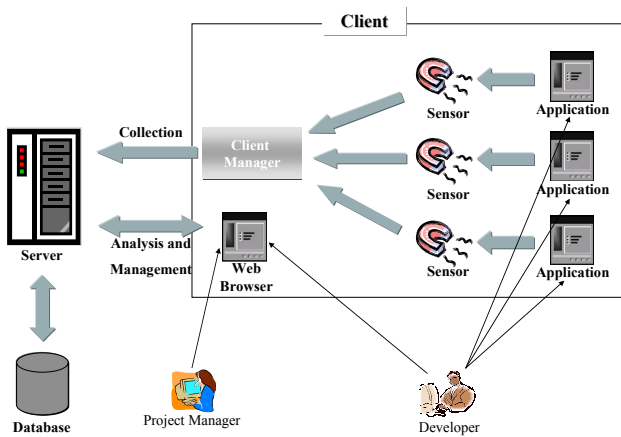 Client
Sensor
Application
Collection
Client
Manager
Sensor
Application
Server
Analysis and
Management
Web
Browser
Sensor
Application
Database
Project Manager
Developer